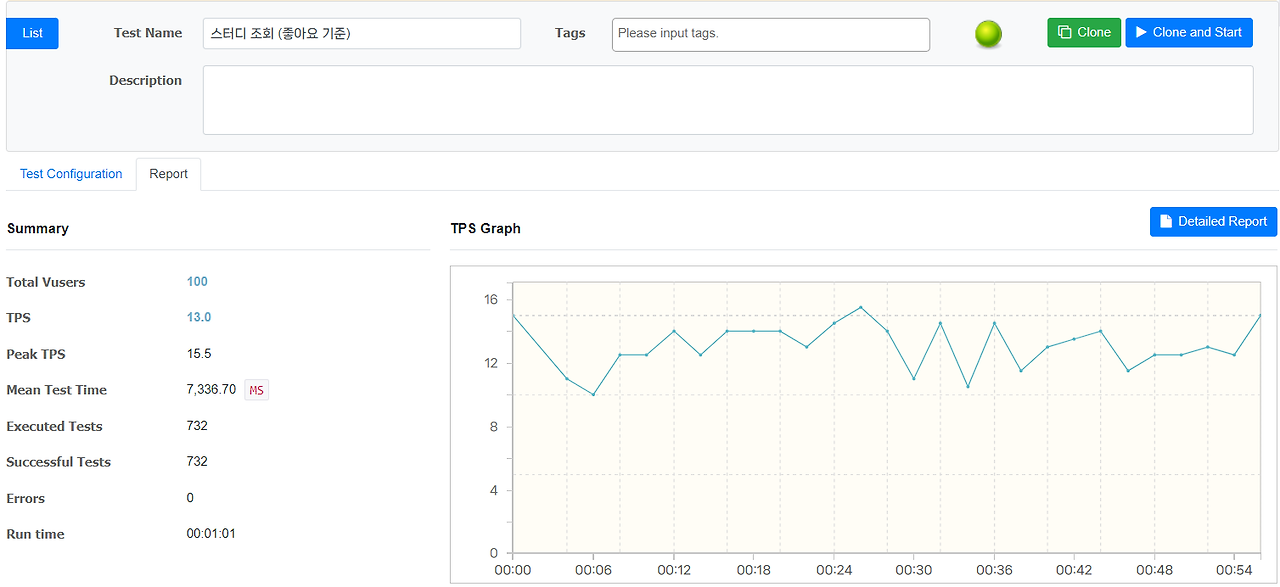 List
Test Name
스터디 조회 (좋아요 기준)
Tags
Please input tags.
Clone
Clone and Start
Description
Test Configuration
Report
Summary
Total Vusers 100
TPS 13.0
Peak TPS 15.5
Mean Test Time 7,336.70 MS
Executed Tests 732
Successful Tests 732
Errors 0
Run time 00:01:01
TPS Graph
Detailed Report
16
12
8
4
0
00:00 00:06 00:12 00:18 00:24 00:30 00:36 00:42 00:48 00:54